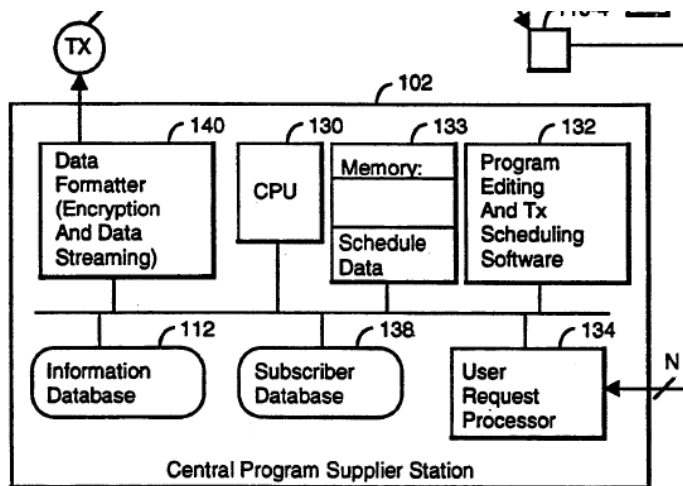 TX
102
140
130
133
132
Data
Formatter
(Encryption
And Data
Streaming)
CPU
Memory:
Schedule
Data
Program
Editing
And Tx
Scheduling
Software
112
138
134
Information
Database
Subscriber
Database
User
Request
Processor
N
Central Program Supplier Station